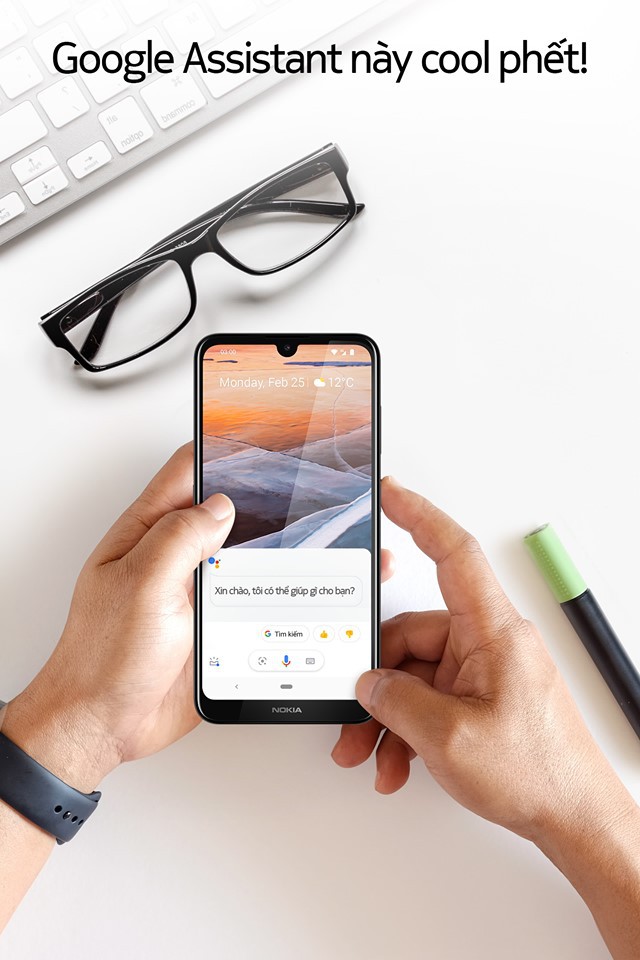 Google Assistant này cool phết!
Monday, Feb 25 12°C
Xin chào, tôi có thể giúp gì cho bạn?
G Tìm kiếm
NOKIA